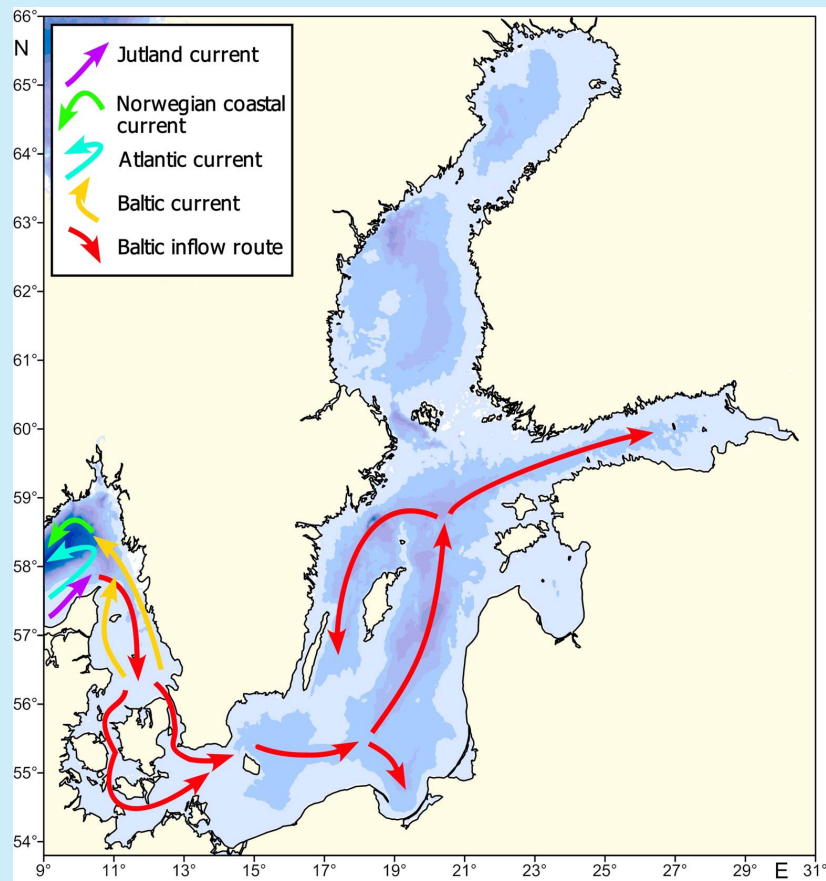 66°
N
65°
64°
63°
62°
61°
60°
59°
58°
57°
56°
55°
54°
Jutland current
Norwegian coastal
current
Atlantic current
Baltic current
Baltic inflow route
9° 11° 13° 15° 17° 19° 21° 23° 25° 27° 29° E 31°